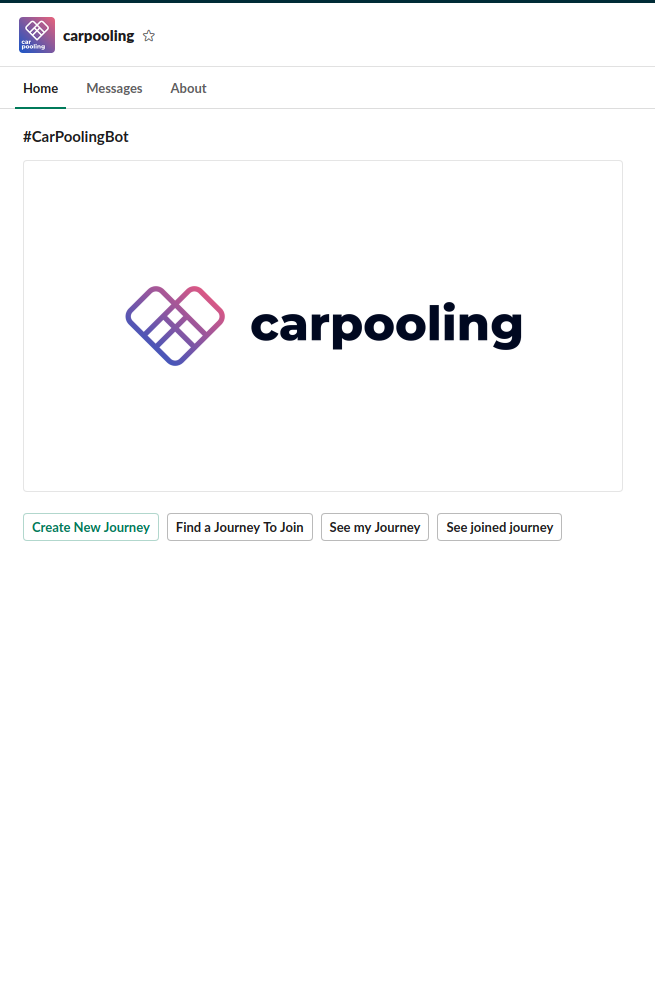 car
pooling
carpooling
Home Messages About
#CarPoolingBot
carpooling
Create New Journey Find a Journey To Join See my Journey See joined journey